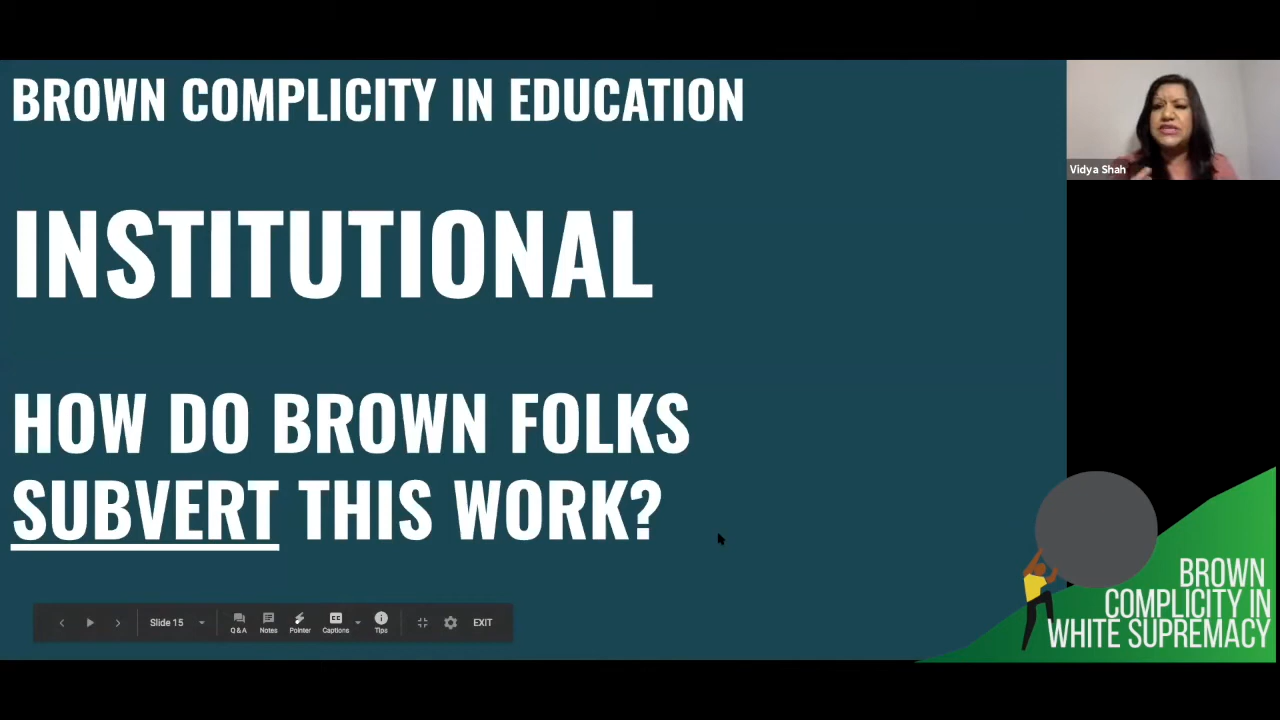 BROWN COMPLICITY IN EDUCATION
Vidya Shah
INSTITUTIONAL
HOW DO BROWN FOLKS
SUBVERT THIS WORK?
Slide 15
Q&A
Notes
Pointer
Captions
CC
Tips
EXIT
BROWN
COMPLICITY IN
WHITE SUPREMACY